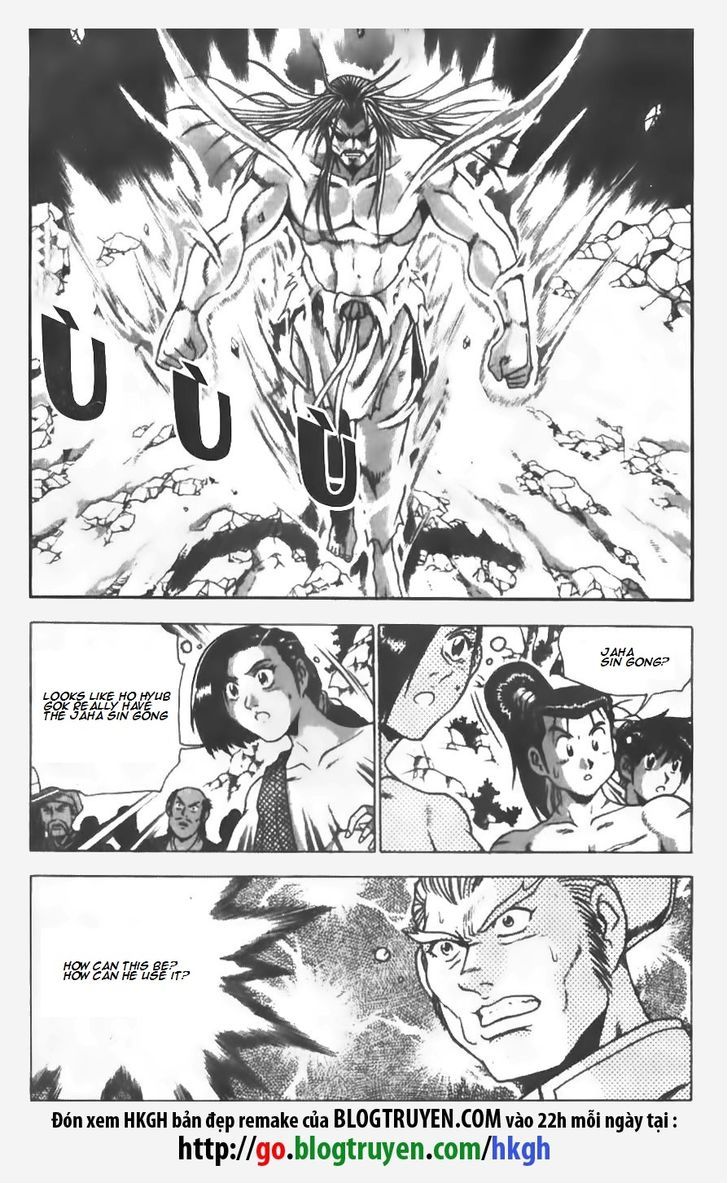 Ù
Ù
Ù
LOOKS LIKE HO HYUB
GOK REALLY HAVE
THE JAHA SIN GONG
JAHA
SIN GONG?
HOW CAN THIS BE?
HOW CAN HE USE IT?
Đón xem HKGH bản đẹp remake của BLOGTRUYEN.COM vào 22h mỗi ngày tại :
http://go.blogtruyen.com/hkgh